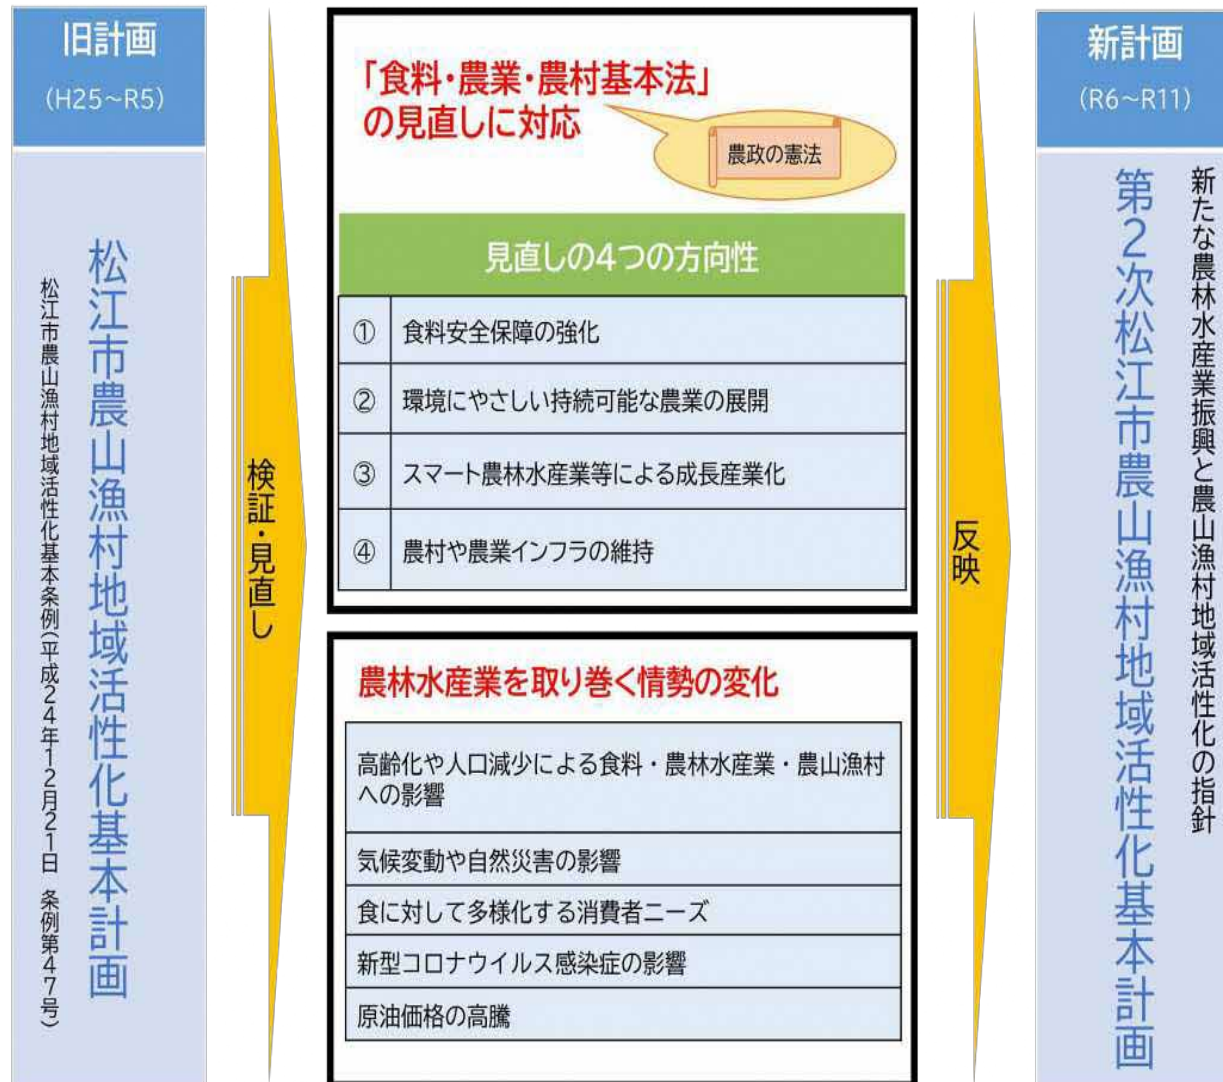 旧計画
(H25~R5)
松江市農山漁村地域活性化基本計画
松江市農山漁村地域活性化基本条例(平成24年12月21日 条例第47号)
検証・見直し
「食料・農業・農村基本法」
の見直しに対応
農政の憲法
見直しの4つの方向性
① 食料安全保障の強化
② 環境にやさしい持続可能な農業の展開
③ スマート農林水産業等による成長産業化
④ 農村や農業インフラの維持
農林水産業を取り巻く情勢の変化
高齢化や人口減少による食料・農林水産業・農山漁村
への影響
気候変動や自然災害の影響
食に対して多様化する消費者ニーズ
新型コロナウイルス感染症の影響
原油価格の高騰
反映
新計画
(R6~R11)
新たな農林水産業振興と農山漁村地域活性化の指針
第2次松江市農山漁村地域活性化基本計画